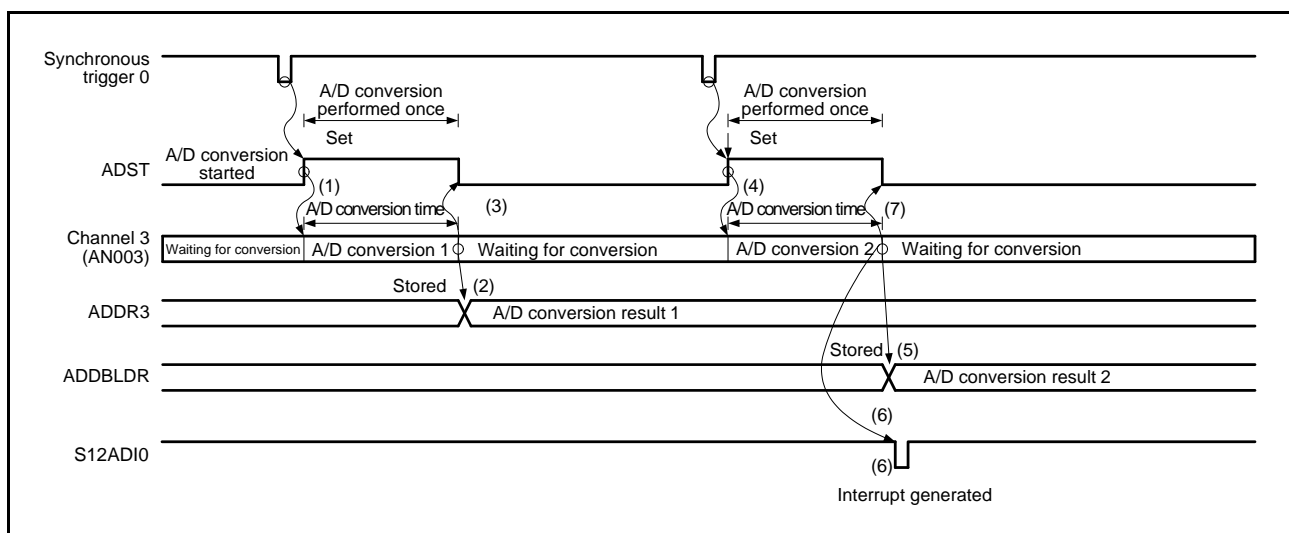 Synchronous
trigger 0
A/D conversion
performed once
A/D conversion
performed once
Set
Set
A/D conversion
started
ADST
(1)
(3)
(4)
(7)
A/D conversion time
A/D conversion time
Channel 3
(AN003)
Waiting for conversion
A/D conversion 1
Waiting for conversion
A/D conversion 2
Waiting for conversion
Stored
(2)
ADDR3
A/D conversion result 1
Stored
(5)
ADDBLDR
A/D conversion result 2
(6)
S12ADI0
(6)
Interrupt generated